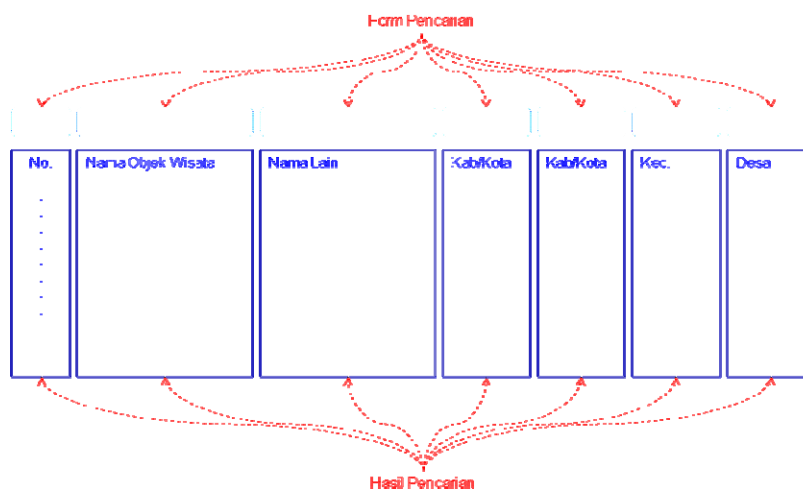 Form Pencarian
No.
Nama Objek Wisata
Nama Lain
Kab/Kota
Kab/Kota
Kec.
Desa
Hasil Pencarian